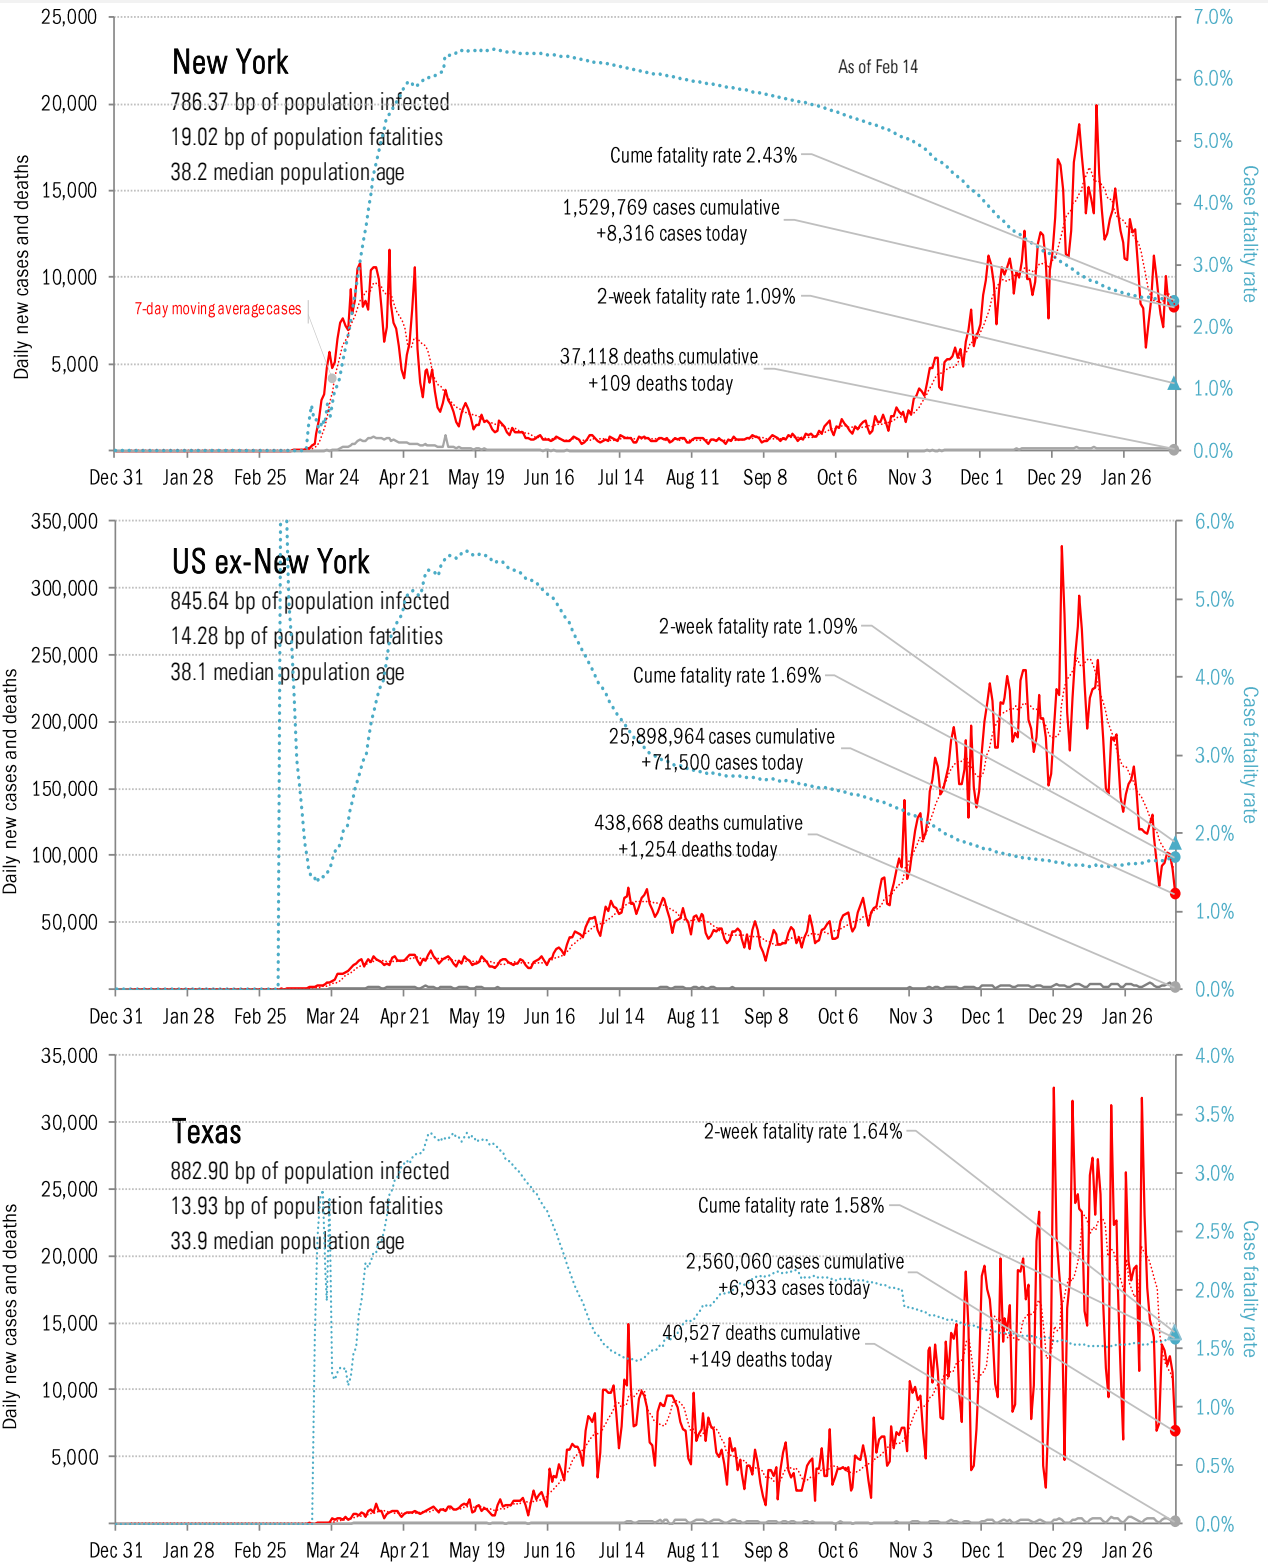 25,000
20,000
15,000
10,000
5,000
Daily new cases and deaths
New York
786.37 bp of population infected
19.02 bp of population fatalities
38.2 median population age
7-day moving average cases
As of Feb 14
Cume fatality rate 2.43%
1,529,769 cases cumulative
+8,316 cases today
2-week fatality rate 1.09%
37,118 deaths cumulative
+109 deaths today
7.0%
6.0%
5.0%
4.0%
3.0%
2.0%
1.0%
0.0%
Case fatality rate
Dec 31 Jan 28 Feb 25 Mar 24 Apr 21 May 19 Jun 16 Jul 14 Aug 11 Sep 8 Oct 6 Nov 3 Dec 1 Dec 29 Jan 26
350,000
300,000
250,000
200,000
150,000
100,000
50,000
Daily new cases and deaths
US ex-New York
845.64 bp of population infected
14.28 bp of population fatalities
38.1 median population age
2-week fatality rate 1.09%
Cume fatality rate 1.69%
25,898,964 cases cumulative
+71,500 cases today
438,668 deaths cumulative
+1,254 deaths today
6.0%
5.0%
4.0%
3.0%
2.0%
1.0%
0.0%
Case fatality rate
Dec 31 Jan 28 Feb 25 Mar 24 Apr 21 May 19 Jun 16 Jul 14 Aug 11 Sep 8 Oct 6 Nov 3 Dec 1 Dec 29 Jan 26
35,000
30,000
25,000
20,000
15,000
10,000
5,000
Daily new cases and deaths
Texas
882.90 bp of population infected
13.93 bp of population fatalities
33.9 median population age
2-week fatality rate 1.64%
Cume fatality rate 1.58%
2,560,060 cases cumulative
+6,933 cases today
40,527 deaths cumulative
+149 deaths today
4.0%
3.5%
3.0%
2.5%
2.0%
1.5%
1.0%
0.5%
0.0%
Case fatality rate
Dec 31 Jan 28 Feb 25 Mar 24 Apr 21 May 19 Jun 16 Jul 14 Aug 11 Sep 8 Oct 6 Nov 3 Dec 1 Dec 29 Jan 26